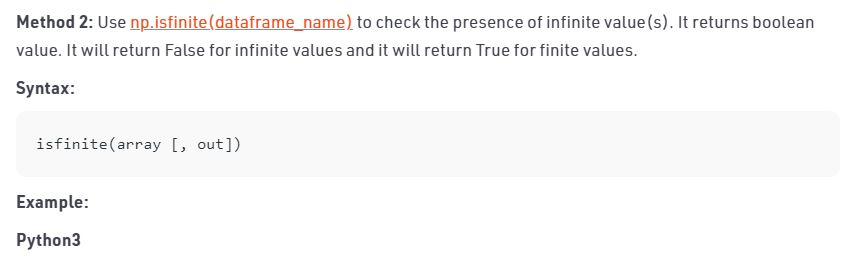 Method 2: Use np.isfinite(dataframe_name) to check the presence of infinite value(s). It returns boolean
value. It will return False for infinite values and it will return True for finite values.
Syntax:
isfinite(array [, out])
Example:
Python3